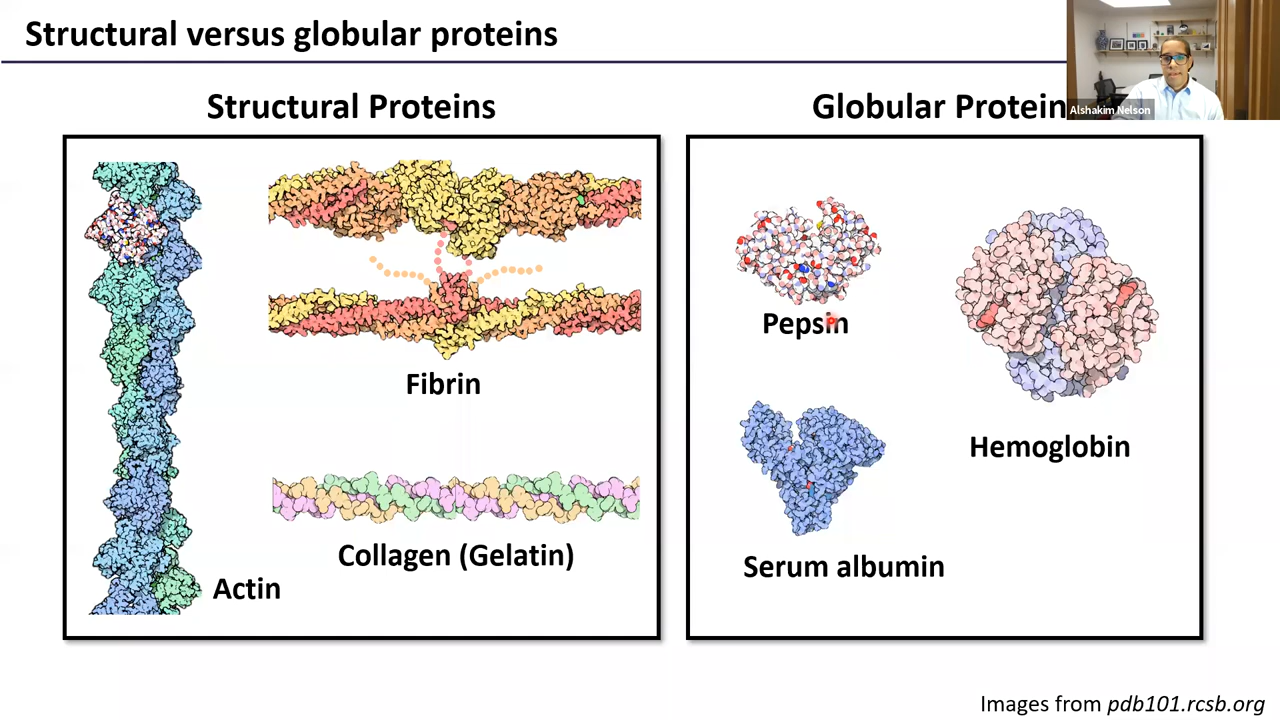 Structural versus globular proteins
Alshakim Nelson
Structural Proteins
Globular Protein
Fibrin
Collagen (Gelatin)
Actin
Pepsin
Hemoglobin
Serum albumin
Images from pdb101.rcsb.org